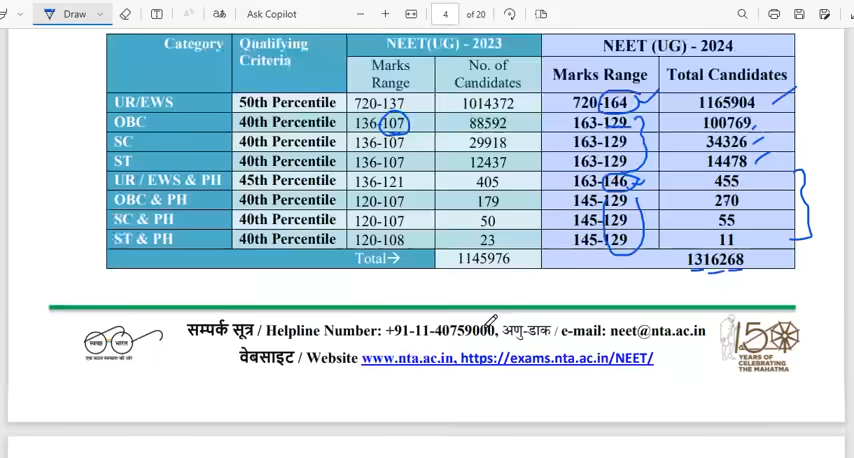 Draw
Ask Copilot
4 of 20
Category Qualifying Criteria NEET(UG) - 2023 NEET (UG) - 2024
Marks Range No. of Candidates Marks Range Total Candidates
UR/EWS 50th Percentile 720-137 1014372 720-164 1165904
OBC 40th Percentile 136-107 88592 163-129 100769
SC 40th Percentile 136-107 29918 163-129 34326
ST 40th Percentile 136-107 12437 163-129 14478
UR / EWS & PH 45th Percentile 136-121 405 163-146 455
OBC & PH 40th Percentile 120-107 179 145-129 270
SC & PH 40th Percentile 120-107 50 145-129 55
ST & PH 40th Percentile 120-108 23 145-129 11
Total→ 1145976 1316268
सम्पर्क सूत्र / Helpline Number: +91-11-40759000, अणु-डाक / e-mail: neet@nta.ac.in
वेबसाइट / Website www.nta.ac.in, https://exams.nta.ac.in/NEET/
स्वच्छ भारत
एक कदम स्वच्छता की ओर
150
YEARS OF
CELEBRATING
THE MAHATMA